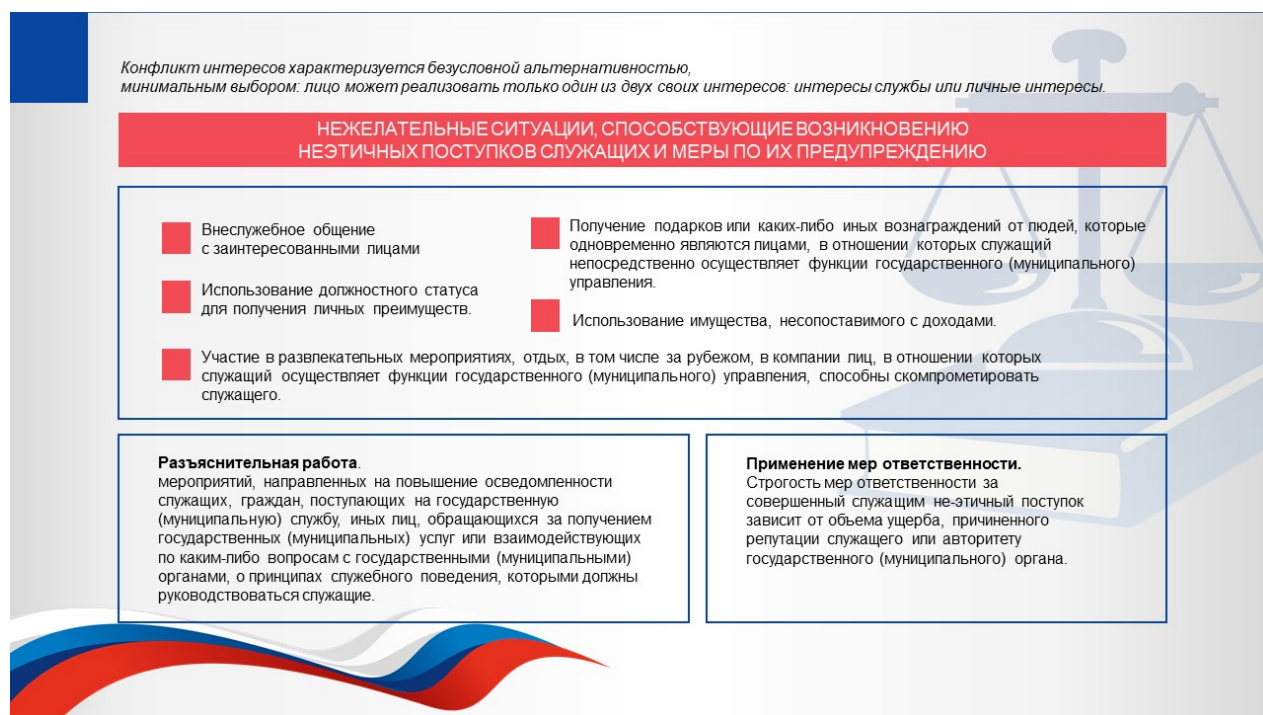 Конфликт интересов характеризуется безусловной альтернативностью,
минимальным выбором: лицо может реализовать только один из двух своих интересов: интересы службы или личные интересы.
НЕЖЕЛАТЕЛЬНЫЕ СИТУАЦИИ, СПОСОБСТВУЮЩИЕ ВОЗНИКНОВЕНИЮ
НЕЭТИЧНЫХ ПОСТУПКОВ СЛУЖАЩИХ И МЕРЫ ПО ИХ ПРЕДУПРЕЖДЕНИЮ
Внеслужебное общение
с заинтересованными лицами
Использование должностного статуса
для получения личных преимуществ.
Получение подарков или каких-либо иных вознаграждений от людей, которые
одновременно являются лицами, в отношении которых служащий
непосредственно осуществляет функции государственного (муниципального)
управления.
Использование имущества, несопоставимого с доходами.
Участие в развлекательных мероприятиях, отдых, в том числе за рубежом, в компании лиц, в отношении которых
служащий осуществляет функции государственного (муниципального) управления, способны скомпрометировать
служащего.
Разъяснительная работа.
мероприятий, направленных на повышение осведомленности
служащих, граждан, поступающих на государственную
(муниципальную) службу, иных лиц, обращающихся за получением
государственных (муниципальных) услуг или взаимодействующих
по каким-либо вопросам с государственными (муниципальными)
органами, о принципах служебного поведения, которыми должны
руководствоваться служащие.
Применение мер ответственности.
Строгость мер ответственности за
совершенный служащим не-этичный поступок
зависит от объема ущерба, причиненного
репутации служащего или авторитету
государственного (муниципального) органа.